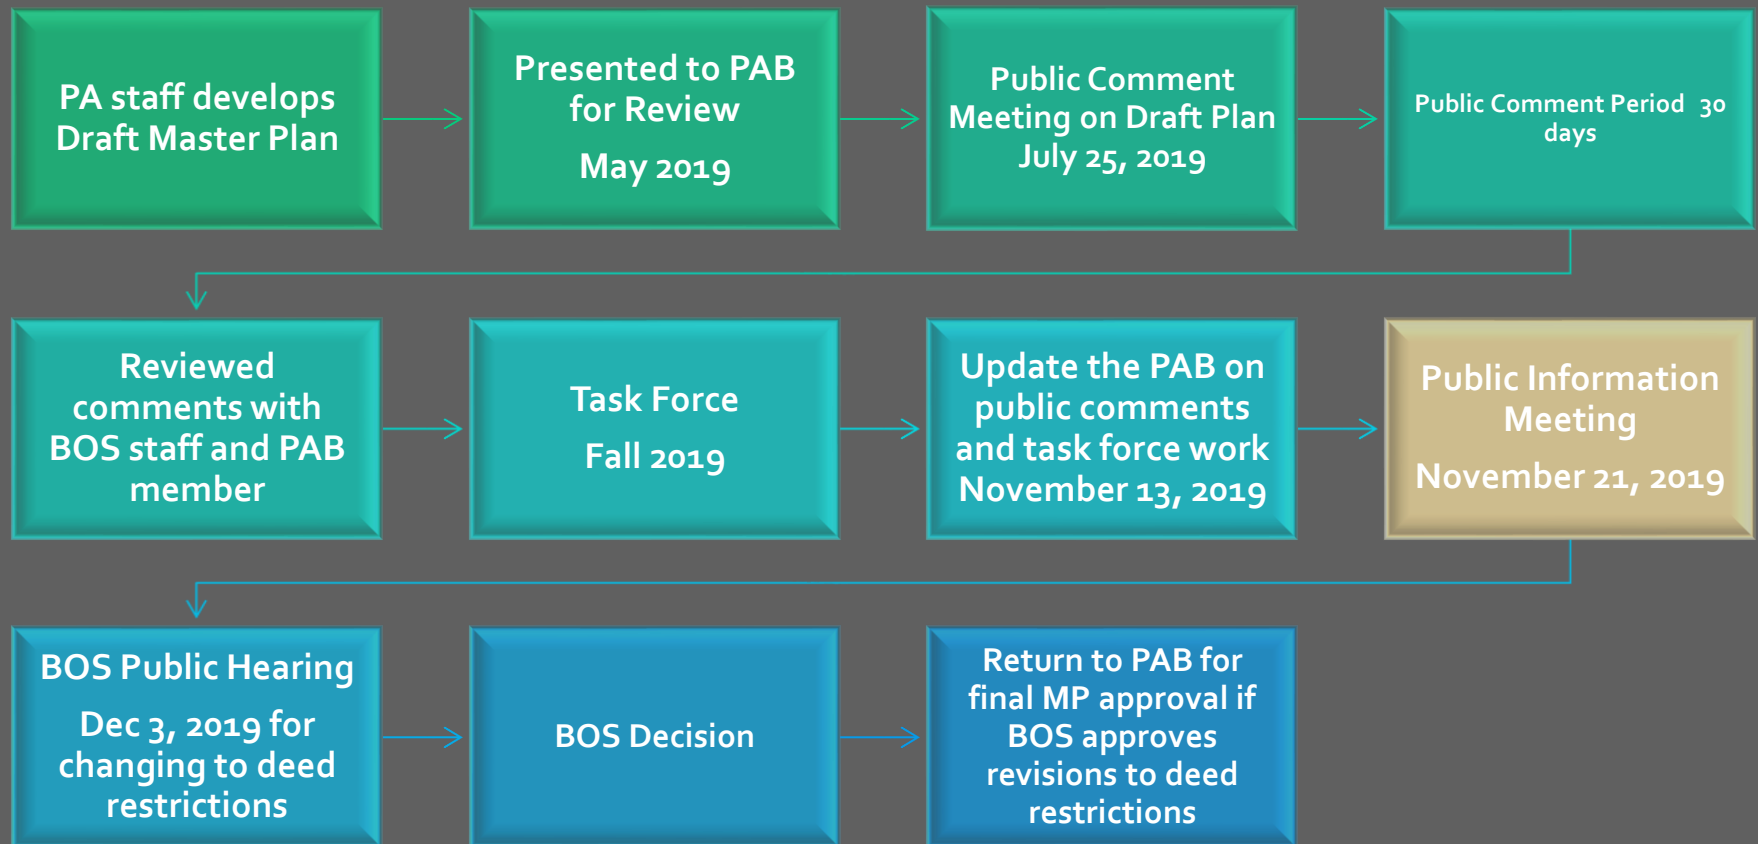 PA staff develops
Draft Master Plan
Presented to PAB
for Review
May 2019
Public Comment
Meeting on Draft Plan
July 25, 2019
Public Comment Period 30
days
Reviewed
comments with
BOS staff and PAB
member
Task Force
Fall 2019
Update the PAB on
public comments
and task force work
November 13, 2019
Public Information
Meeting
November 21, 2019
BOS Public Hearing
Dec 3, 2019 for
changing to deed
restrictions
BOS Decision
Return to PAB for
final MP approval if
BOS approves
revisions to deed
restrictions